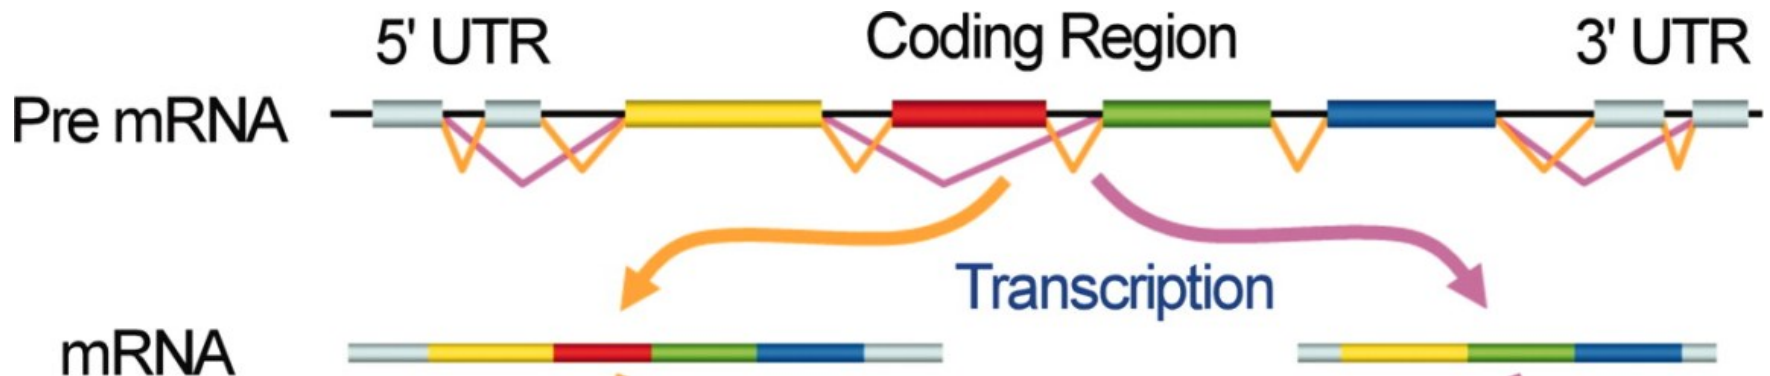 5' UTR Coding Region 3' UTR
Pre mRNA
Transcription
mRNA